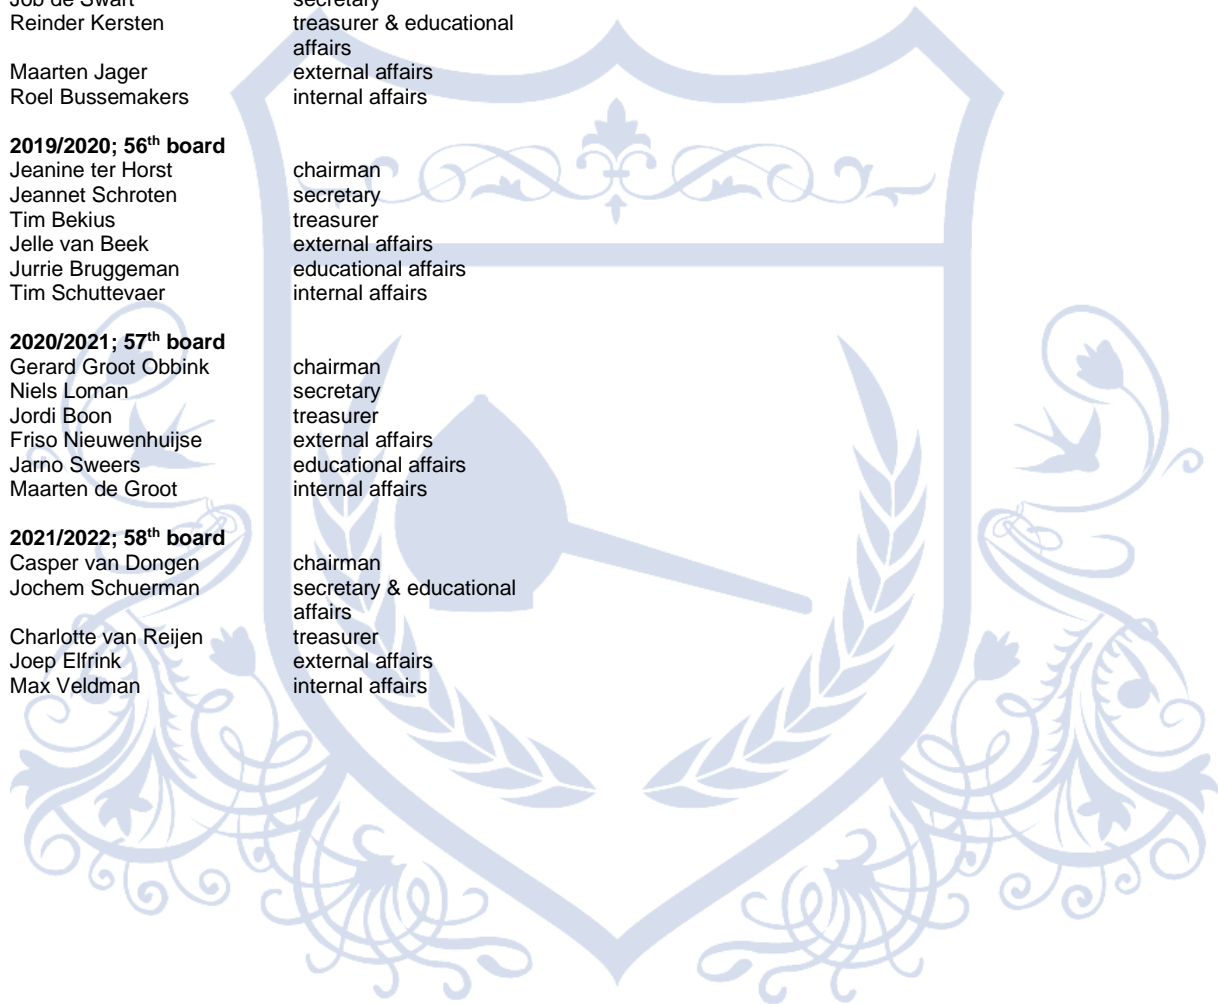 Job de Swart secretary
Reinder Kersten treasurer & educational
affairs
Maarten Jager external affairs
Roel Bussemakers internal affairs
2019/2020; 56th board
Jeanine ter Horst chairman
Jeannet Schroten secretary
Tim Bekius treasurer
Jelle van Beek external affairs
Jurrie Bruggeman educational affairs
Tim Schuttevaer internal affairs
2020/2021; 57th board
Gerard Groot Obbink chairman
Niels Loman secretary
Jordi Boon treasurer
Friso Nieuwenhuijse external affairs
Jarno Sweers educational affairs
Maarten de Groot internal affairs
2021/2022; 58th board
Casper van Dongen chairman
Jochem Schuerman secretary & educational
affairs
Charlotte van Reijen treasurer
Joep Elfrink external affairs
Max Veldman internal affairs